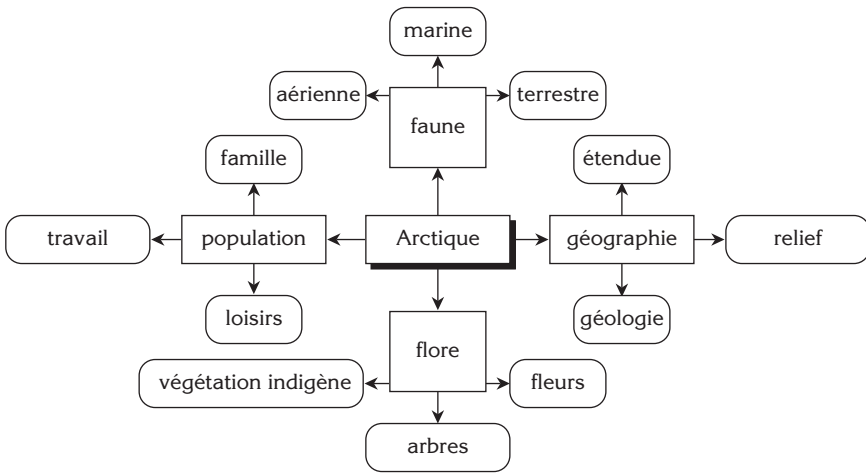 marine
aérienne
terrestre
faune
famille
étendue
travail
population
Arctique
géographie
relief
loisirs
géologie
flore
végétation indigène
fleurs
arbres